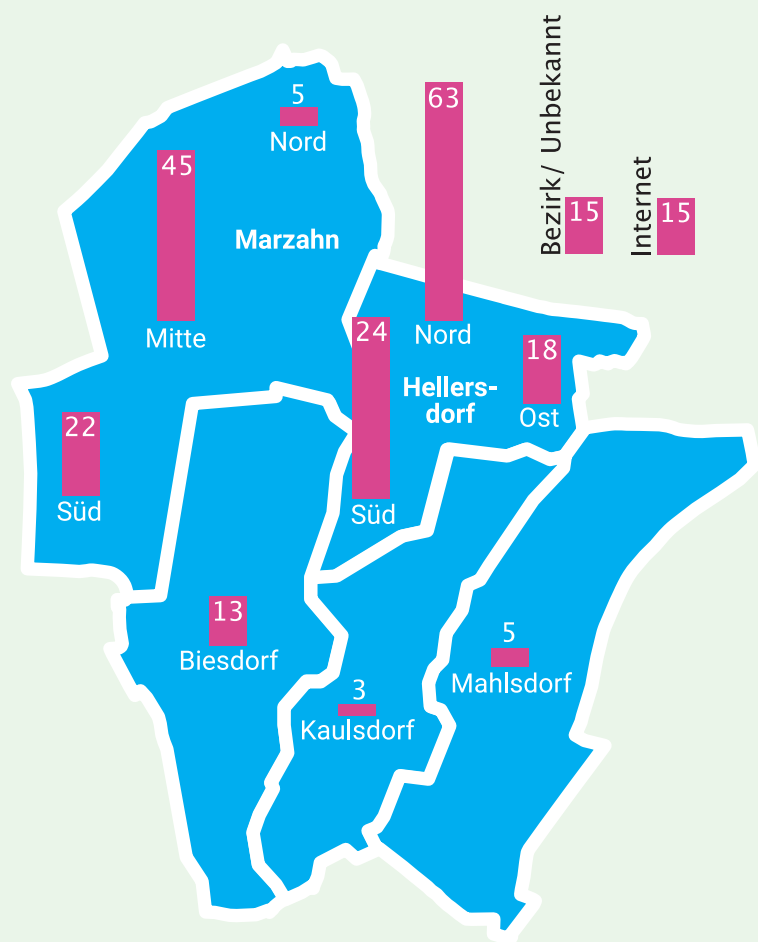 5
Nord
45
Mitte
Marzahn
22
Süd
63
Nord
24
Süd
Hellers-
dorf
18
Ost
Bezirk/ Unbekannt
15
Internet
15
13
Biesdorf
3
Kaulsdorf
5
Mahlsdorf